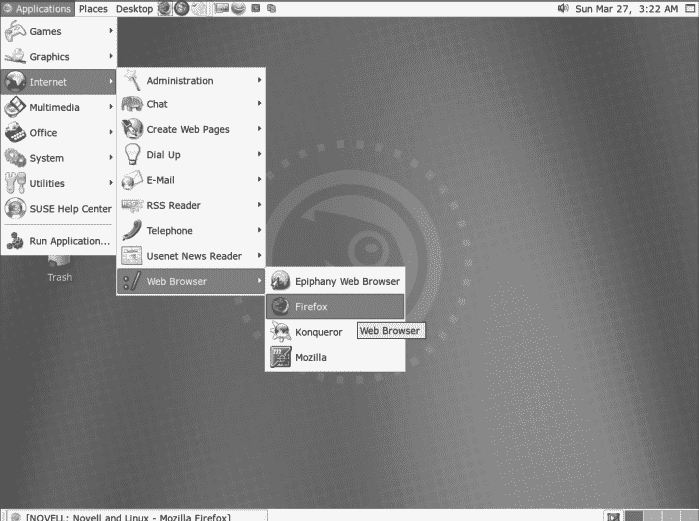 Applications Places Desktop Sun Mar 27, 3:22 AM
Games
Graphics
Internet
Multimedia
Office
System
Utilities
SUSE Help Center
Run Application...
Trash
Administration
Chat
Create Web Pages
Dial Up
E-Mail
RSS Reader
Telephone
Usenet News Reader
Web Browser
Epiphany Web Browser
Firefox
Konqueror
Mozilla
Web Browser
[NOVELL: Novell and Linux - Mozilla Firefox]